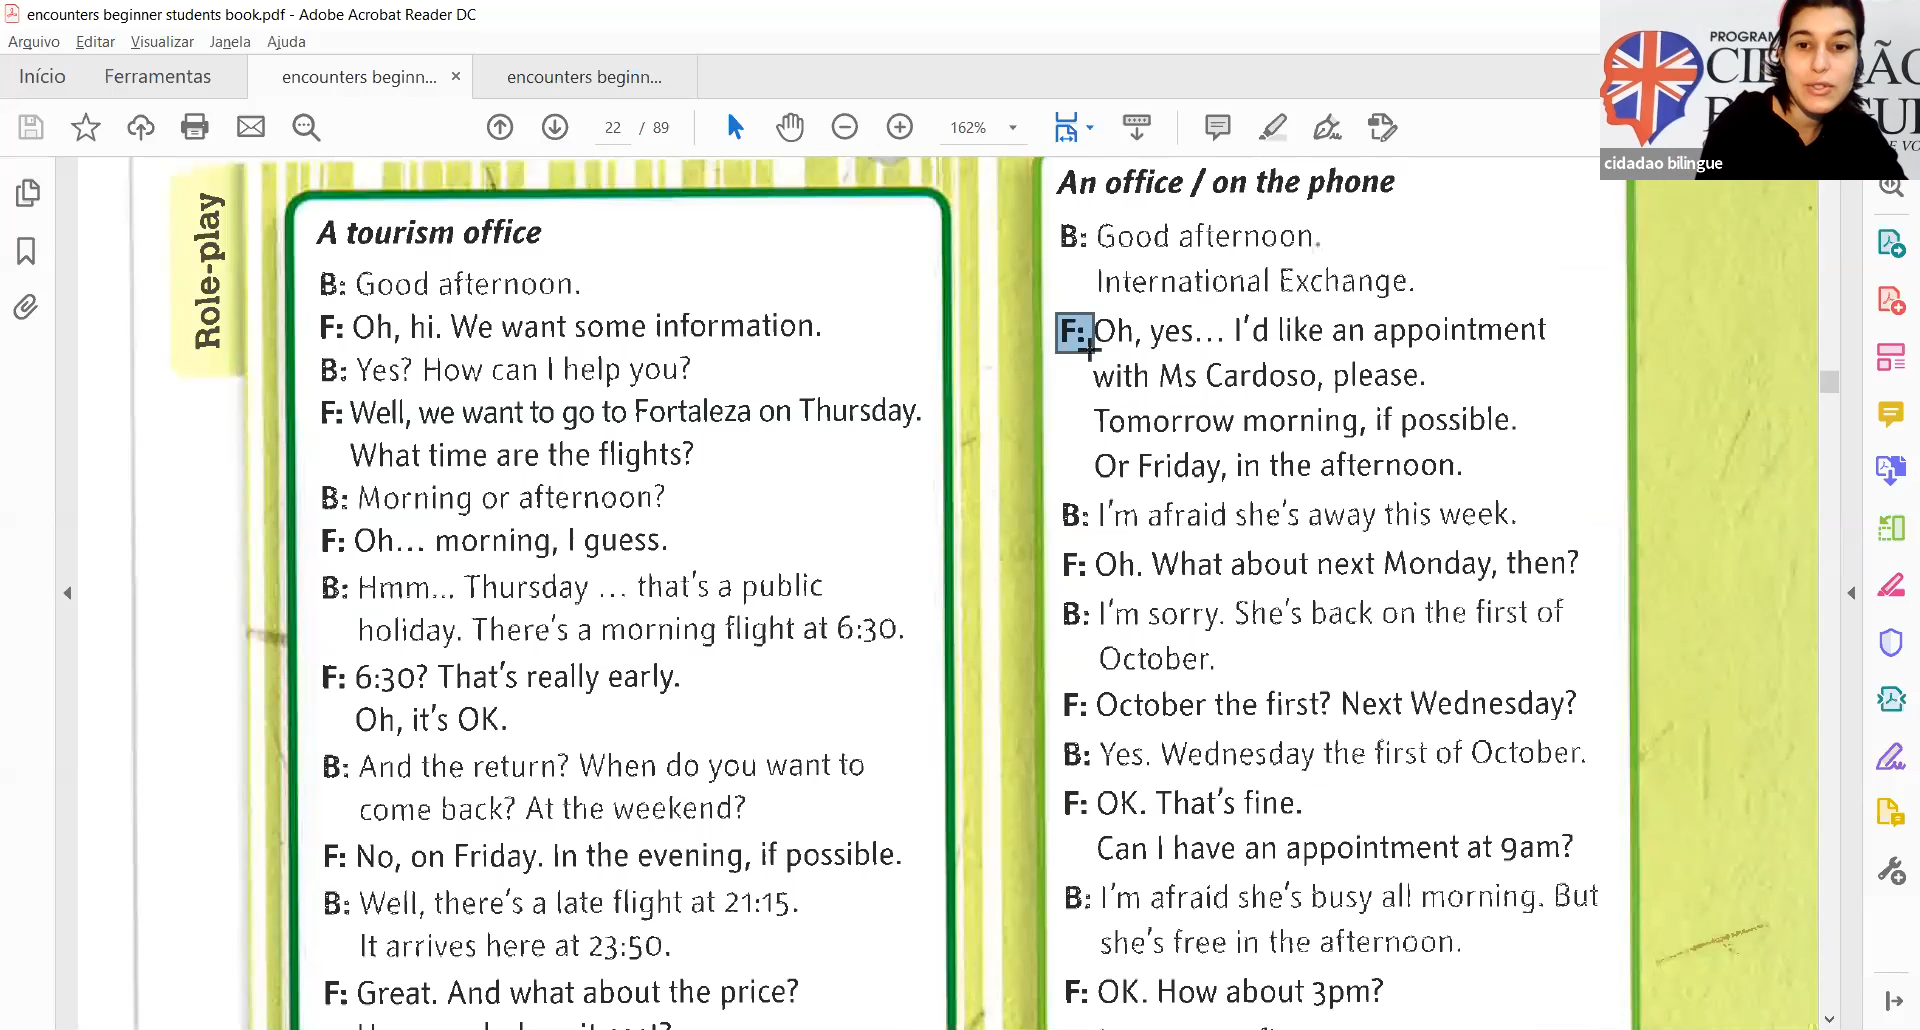 encounters beginner students book.pdf - Adobe Acrobat Reader DC
Arquivo Editar Visualizar Janela Ajuda
Início Ferramentas encounters beginn... × encounters beginn...
22 / 89 162%
PROGRAM
cidadao bilingue
Role-play
A tourism office
B: Good afternoon.
F: Oh, hi. We want some information.
B: Yes? How can I help you?
F: Well, we want to go to Fortaleza on Thursday.
What time are the flights?
B: Morning or afternoon?
F: Oh... morning, I guess.
B: Hmm... Thursday ... that's a public
holiday. There's a morning flight at 6:30.
F: 6:30? That's really early.
Oh, it's OK.
B: And the return? When do you want to
come back? At the weekend?
F: No, on Friday. In the evening, if possible.
B: Well, there's a late flight at 21:15.
It arrives here at 23:50.
F: Great. And what about the price?
An office / on the phone
B: Good afternoon.
International Exchange.
F: Oh, yes... I'd like an appointment
with Ms Cardoso, please.
Tomorrow morning, if possible.
Or Friday, in the afternoon.
B: I'm afraid she's away this week.
F: Oh. What about next Monday, then?
B: I'm sorry. She's back on the first of
October.
F: October the first? Next Wednesday?
B: Yes. Wednesday the first of October.
F: OK. That's fine.
Can I have an appointment at 9am?
B: I'm afraid she's busy all morning. But
she's free in the afternoon.
F: OK. How about 3pm?